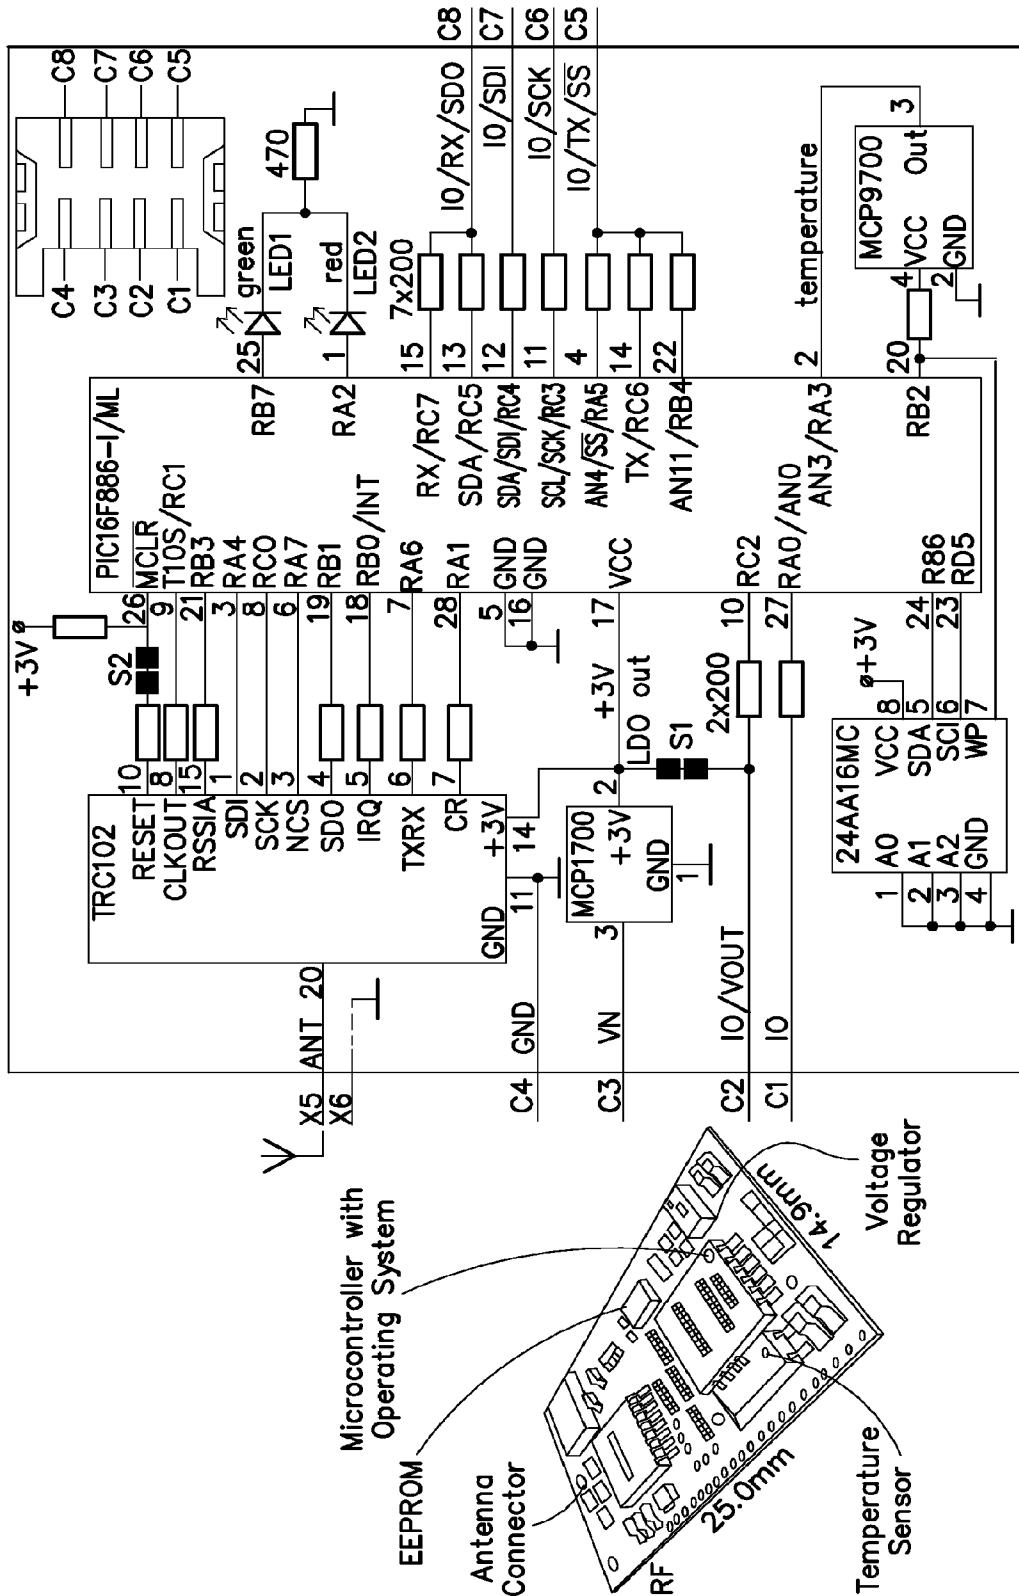 C4
C3
C2
C1
C8
C7
C6
C5
green
LED1
red
LED2
470
25
RB7
1
RA2
PIC16F886-I/ML
+3V
S2
26
MCLR
9
T10S/RC1
21
RB3
3
RA4
8
RC0
6
RA7
19
RB1
18
RB0/INT
7
RA6
28
RA1
5
GND
16
GND
17
VCC
10
RC2
27
RA0/AN0
24
R86
23
RD5
7x200
RX/RC7
15
SDA/RC5
13
IO/RX/SDO
C8
SDA/SDI/RC4
12
IO/SDI
C7
SCL/SCK/RC3
11
IO/SCK
C6
AN4/SS/RA5
4
IO/TX/SS
C5
TX/RC6
14
AN11/RB4
22
AN3/RA3
2
temperature
RB2
20
MCP9700
VCC
4
Out
3
GND
2
TRC102
RESET
10
CLKOUT
8
RSSIA
15
SDI
1
SCK
2
NCS
3
SDO
4
IRQ
5
TXRX
6
CR
7
+3V
14
GND
11
X5
ANT
20
X6
C4
GND
C3
VN
3
MCP1700
+3V
2
GND
1
+3V
LDO out
S1
2x200
C2
IO/VOUT
C1
IO
24AA16MC
1
A0
2
A1
3
A2
4
GND
VCC
8
SDA
5
SCI
6
WP
7
+3V
Microcontroller with
Operating System
EEPROM
Antenna
Connector
RF
25.0mm
14.9mm
Voltage
Regulator
Temperature
Sensor